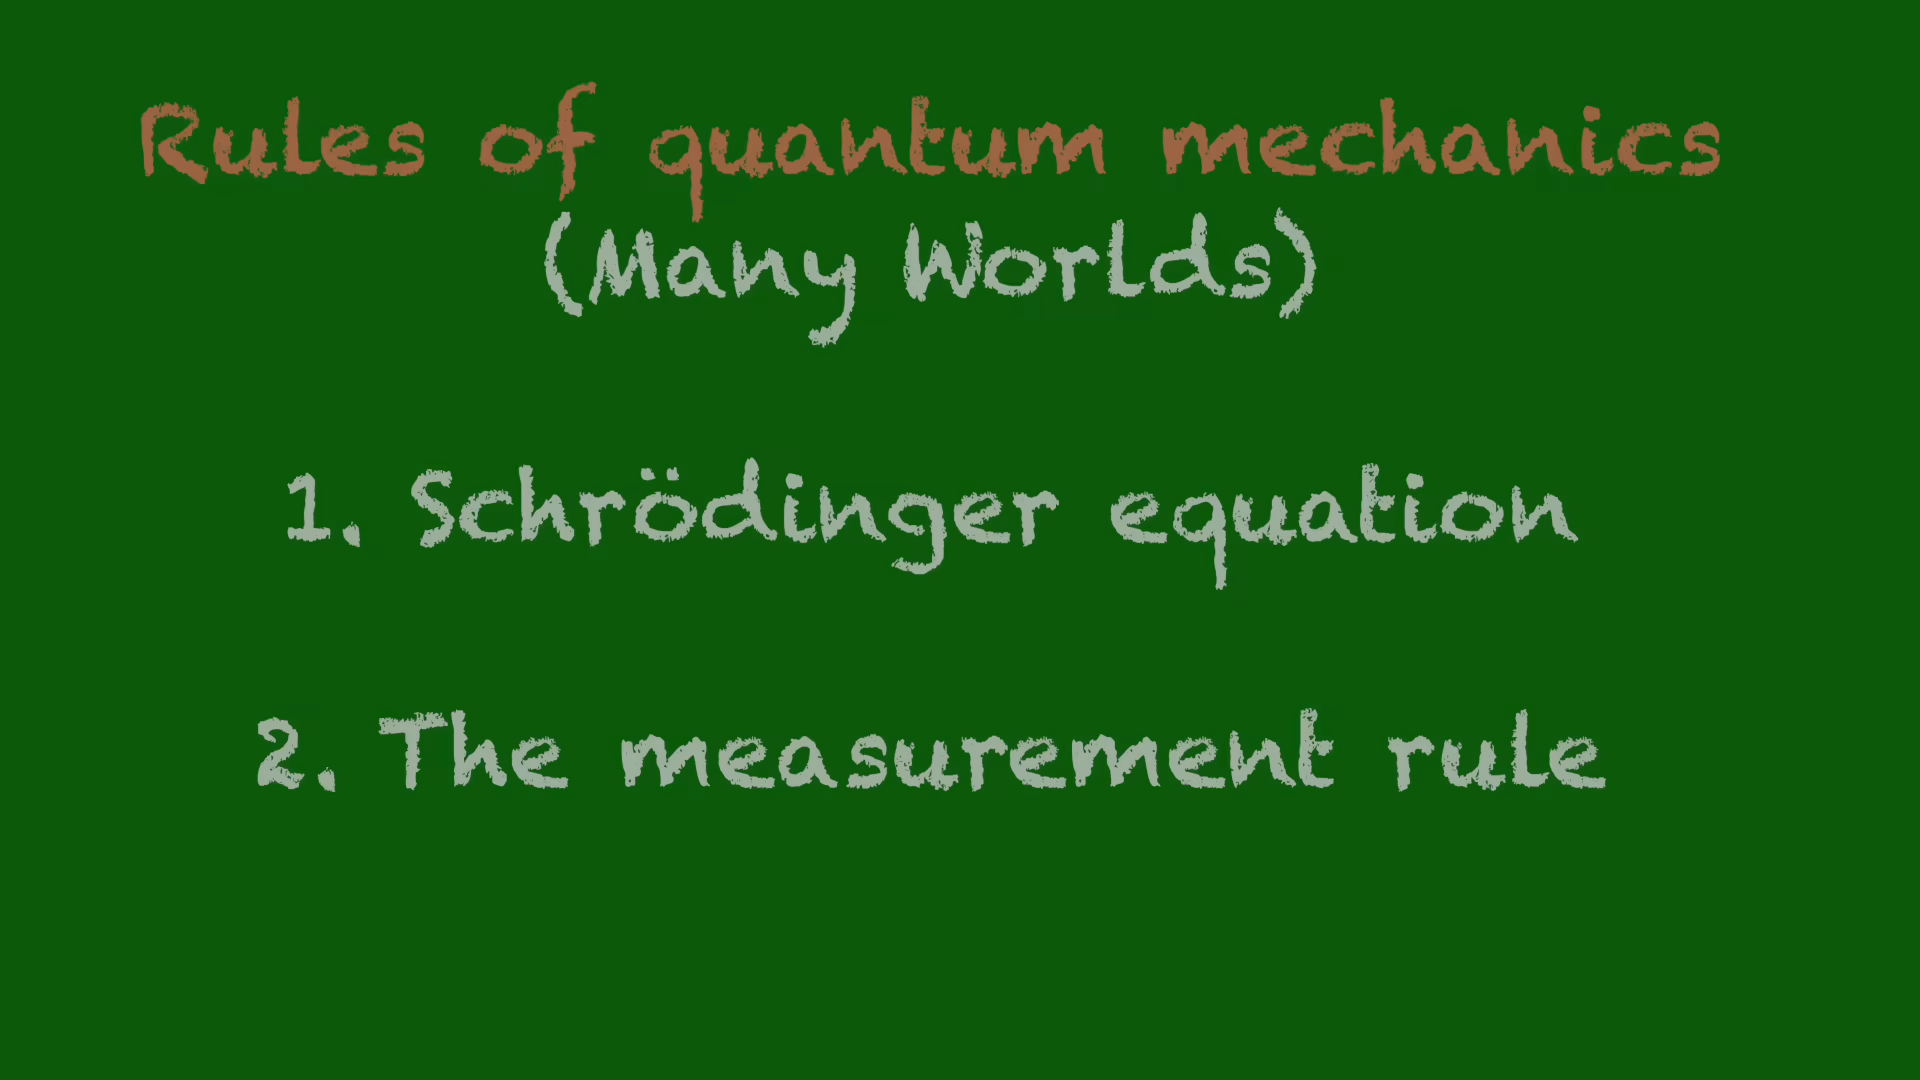 Rules of quantum mechanics
(Many Worlds)
1. Schrödinger equation
2. The measurement rule